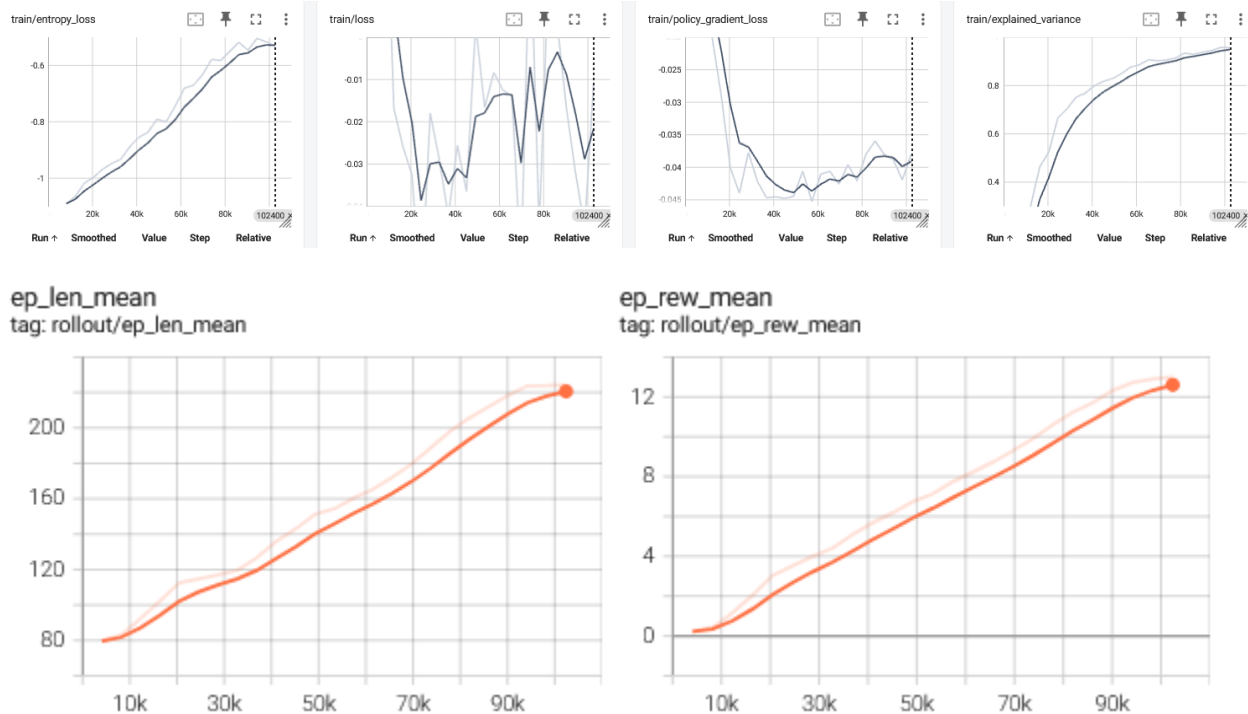 train/entropy_loss
-0.6
-0.8
-1
20k 40k 60k 80k 102400 ×
Run ↑ Smoothed Value Step Relative
train/loss
-0.01
-0.02
-0.03
20k 40k 60k 80k 102400 ×
Run ↑ Smoothed Value Step Relative
train/policy_gradient_loss
-0.025
-0.03
-0.035
-0.04
-0.045
20k 40k 60k 80k 102400 ×
Run ↑ Smoothed Value Step Relative
train/explained_variance
0.8
0.6
0.4
20k 40k 60k 80k 102400 ×
Run ↑ Smoothed Value Step Relative
ep_len_mean
tag: rollout/ep_len_mean
200
160
120
80
10k 30k 50k 70k 90k
ep_rew_mean
tag: rollout/ep_rew_mean
12
8
4
0
10k 30k 50k 70k 90k